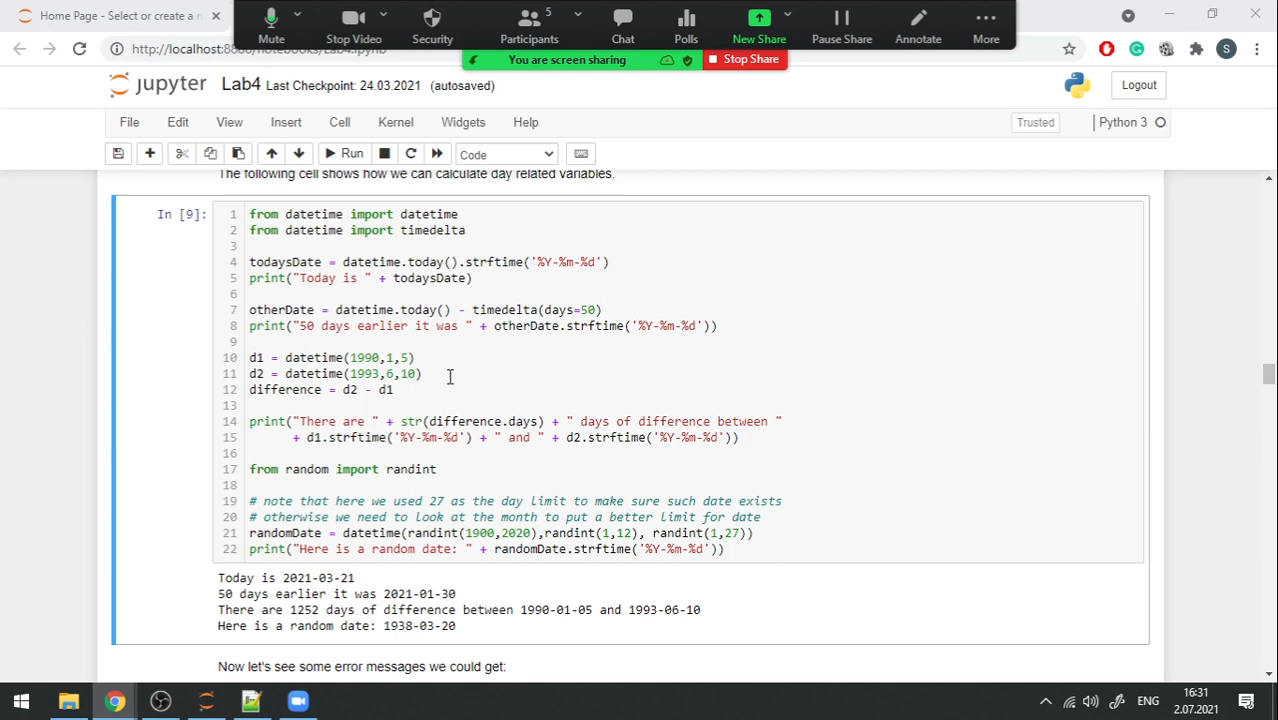 Home Page - Select or create a n
Mute
Stop Video
Security
5
Participants
Chat
Polls
New Share
Pause Share
Annotate
More
You are screen sharing
Stop Share
S
jupyter Lab4 Last Checkpoint: 24.03.2021 (autosaved)
Logout
File Edit View Insert Cell Kernel Widgets Help
Trusted
Python 3
Run
Code
The following cell shows how we can calculate day related variables.
In [9]:
1 from datetime import datetime
2 from datetime import timedelta
3
4 todaysDate = datetime.today().strftime('%Y-%m-%d')
5 print("Today is " + todaysDate)
6
7 otherDate = datetime.today() - timedelta(days=50)
8 print("50 days earlier it was " + otherDate.strftime('%Y-%m-%d'))
9
10 d1 = datetime(1990,1,5)
11 d2 = datetime(1993,6,10)
12 difference = d2 - d1
13
14 print("There are " + str(difference.days) + " days of difference between "
15 + d1.strftime('%Y-%m-%d') + " and " + d2.strftime('%Y-%m-%d'))
16
17 from random import randint
18
19 # note that here we used 27 as the day limit to make sure such date exists
20 # otherwise we need to look at the month to put a better limit for date
21 randomDate = datetime(randint(1900,2020),randint(1,12), randint(1,27))
22 print("Here is a random date: " + randomDate.strftime('%Y-%m-%d'))
Today is 2021-03-21
50 days earlier it was 2021-01-30
There are 1252 days of difference between 1990-01-05 and 1993-06-10
Here is a random date: 1938-03-20
Now let's see some error messages we could get:
ENG
16:31
2.07.2021